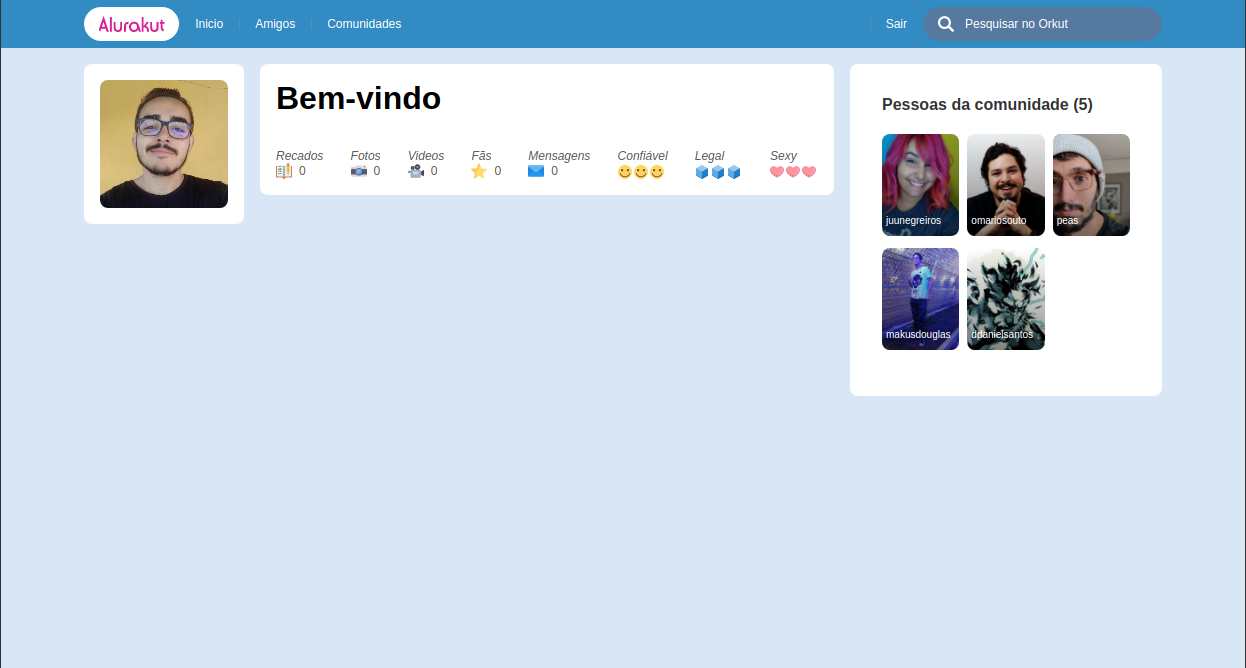 Alurakut Inicio Amigos Comunidades Sair Pesquisar no Orkut
Bem-vindo
Recados Fotos Videos Fãs Mensagens Confiável Legal Sexy
0 0 0 0 0
Pessoas da comunidade (5)
juunegreiros omariosouto peas
makusdouglas ddanielsantos